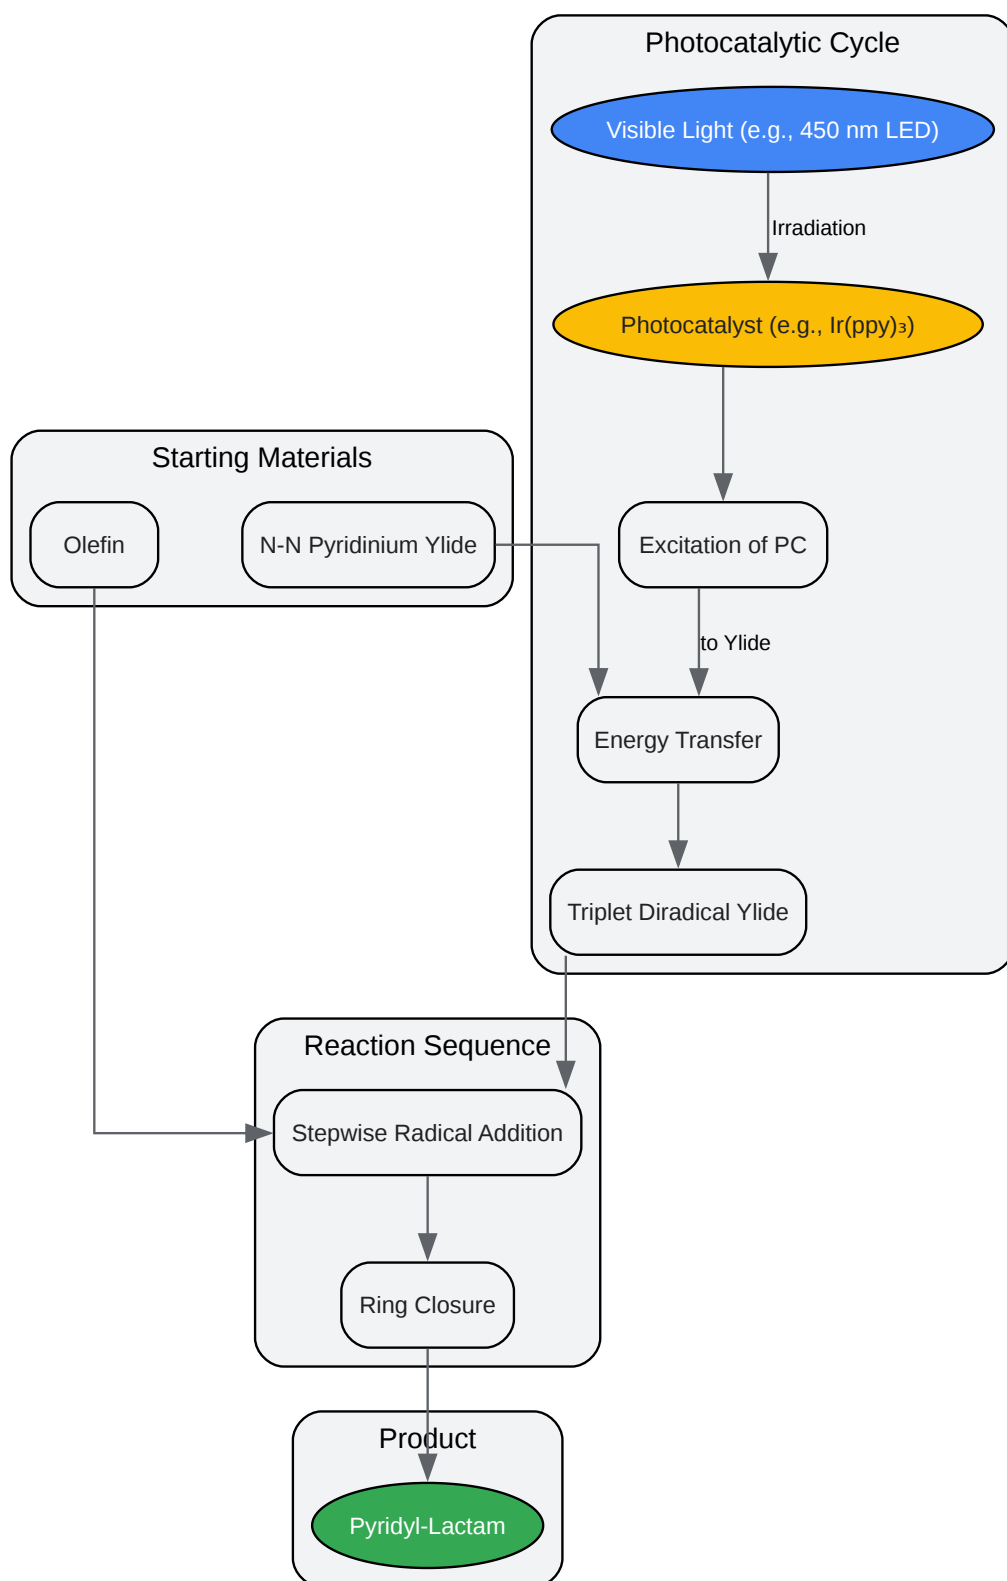 Photocatalytic Cycle
Visible Light (e.g., 450 nm LED)
Irradiation
Photocatalyst (e.g., Ir(ppy)₃)
Starting Materials
Olefin
N-N Pyridinium Ylide
Excitation of PC
to Ylide
Energy Transfer
Triplet Diradical Ylide
Reaction Sequence
Stepwise Radical Addition
Ring Closure
Product
Pyridyl-Lactam